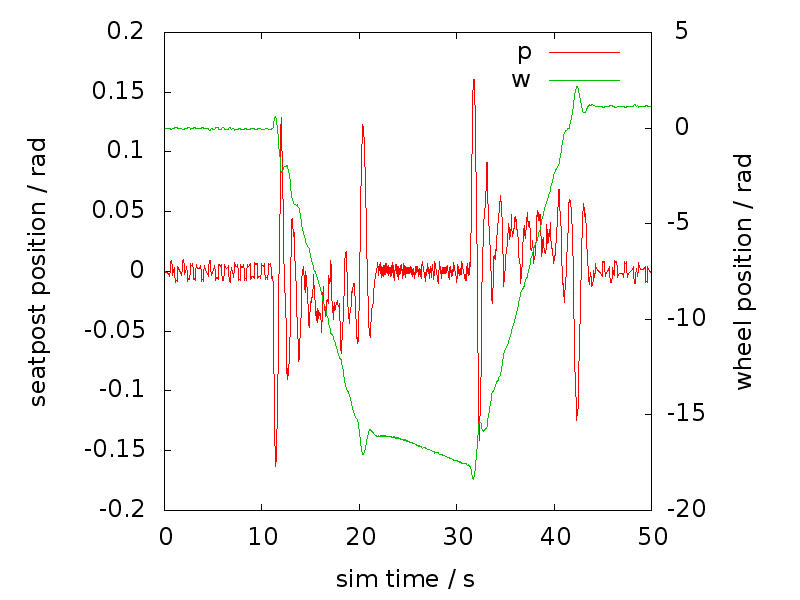 0.2
0.15
0.1
0.05
0
-0.05
-0.1
-0.15
-0.2
seatpost position / rad
p
w
5
0
-5
-10
-15
-20
wheel position / rad
0 10 20 30 40 50
sim time / s